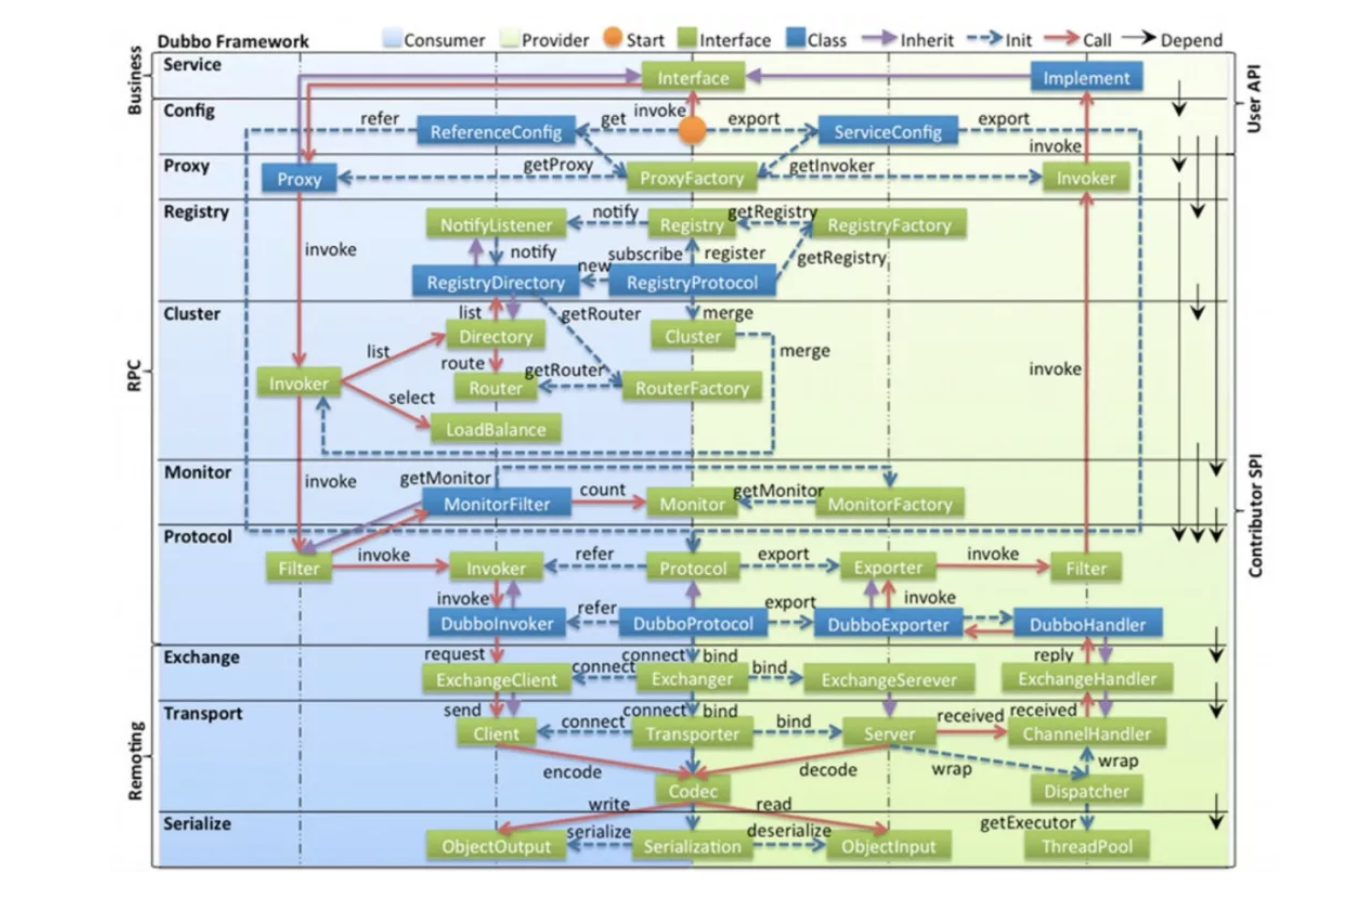 Dubbo Framework Consumer Provider Start Interface Class Inherit Init Call Depend
Business
Service
Interface
Implement
User API
Config
refer
ReferenceConfig
get
invoke
export
ServiceConfig
export
invoke
Proxy
Proxy
getProxy
ProxyFactory
getInvoker
Invoker
RPC
Registry
NotifyListener
notify
Registry
getRegistry
RegistryFactory
invoke
notify
subscribe
register
getRegistry
RegistryDirectory
new
RegistryProtocol
Cluster
list
getRouter
merge
Directory
Cluster
list
route
getRouter
merge
invoke
Invoker
Router
RouterFactory
select
LoadBalance
Contributor SPI
Monitor
invoke
getMonitor
MonitorFilter
count
Monitor
getMonitor
MonitorFactory
Protocol
Filter
invoke
Invoker
refer
Protocol
export
Exporter
invoke
Filter
invoke
refer
export
invoke
DubboInvoker
DubboProtocol
DubboExporter
DubboHandler
Remoting
Exchange
request
connect
connect
bind
bind
reply
ExchangeClient
Exchanger
ExchangeSerever
ExchangeHandler
Transport
send
connect
connect
bind
bind
received
received
Client
Transporter
Server
ChannelHandler
encode
decode
wrap
wrap
Codec
Dispatcher
write
read
Serialize
serialize
deserialize
getExecutor
ObjectOutput
Serialization
ObjectInput
ThreadPool